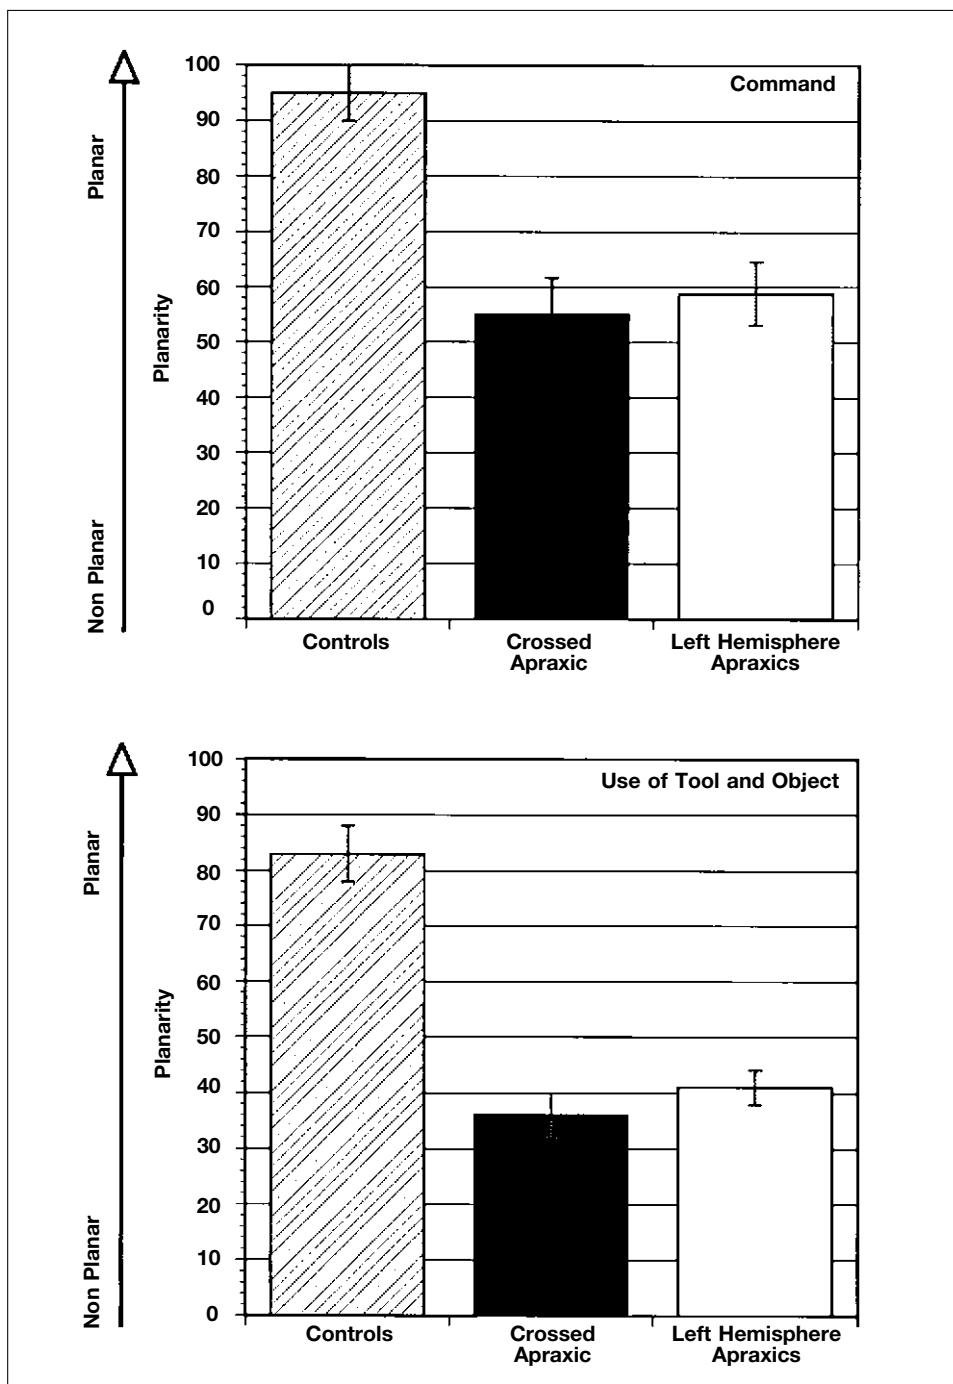 Command
Planar
Non Planar
Planarity
100
90
80
70
60
50
40
30
20
10
0
Controls
Crossed
Apraxic
Left Hemisphere
Apraxics
Use of Tool and Object
Planar
Non Planar
Planarity
100
90
80
70
60
50
40
30
20
10
0
Controls
Crossed
Apraxic
Left Hemisphere
Apraxics